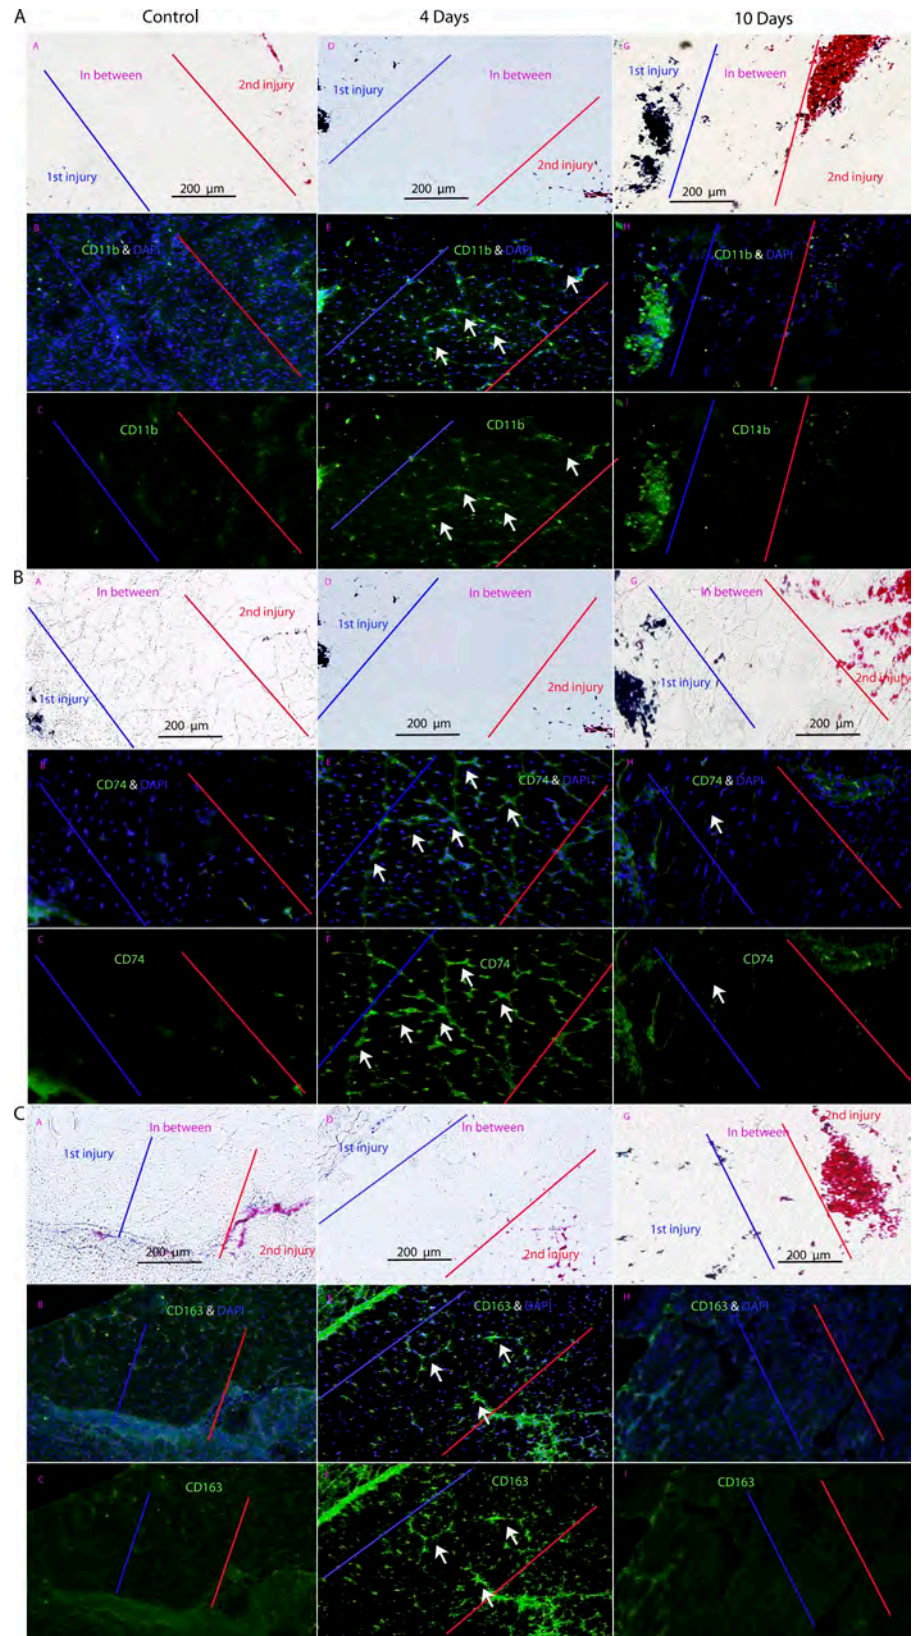 A Control 4 Days 10 Days
A In between 2nd injury 1st injury 200 µm
D In between 1st injury 2nd injury 200 µm
G 1st injury In between 2nd injury 200 µm
B CD11b & DAPI
E CD11b & DAPI
H CD11b & DAPI
C CD11b
F CD11b
I CD11b
B
A In between 2nd injury 1st injury 200 µm
D In between 1st injury 2nd injury 200 µm
G In between 1st injury 2nd injury 200 µm
B CD74 & DAPI
E CD74 & DAPI
H CD74 & DAPI
C CD74
F CD74
CD74
C
A In between 1st injury 2nd injury 200 µm
D In between 1st injury 2nd injury 200 µm
G 2nd injury In between 1st injury 200 µm
B CD163 & DAPI
E CD163 & DAPI
H CD163 & DAPI
C CD163
CD163
I CD163